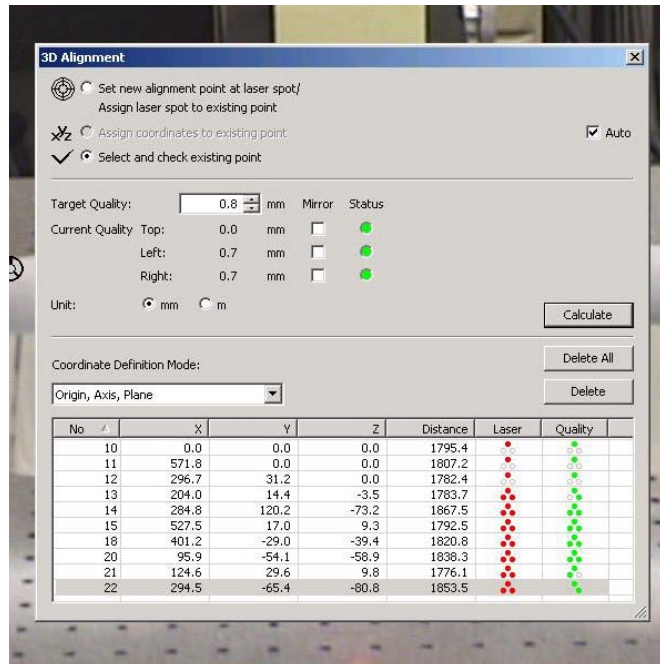 3D Alignment
Set new alignment point at laser spot/
Assign laser spot to existing point
XYZ Assign coordinates to existing point Auto
Select and check existing point
Target Quality: 0.8 mm Mirror Status
Current Quality Top: 0.0 mm
Left: 0.7 mm
Right: 0.7 mm
Unit: mm m
Calculate
Delete All
Coordinate Definition Mode:
Delete
Origin, Axis, Plane
No X Y Z Distance Laser Quality
10 0.0 0.0 0.0 1795.4
11 571.8 0.0 0.0 1807.2
12 296.7 31.2 0.0 1782.4
13 204.0 14.4 -3.5 1783.7
14 284.8 120.2 -73.2 1867.5
15 527.5 17.0 9.3 1792.5
18 401.2 -29.0 -39.4 1820.8
20 95.9 -54.1 -58.9 1838.3
21 124.6 29.6 9.8 1776.1
22 294.5 -65.4 -80.8 1853.5